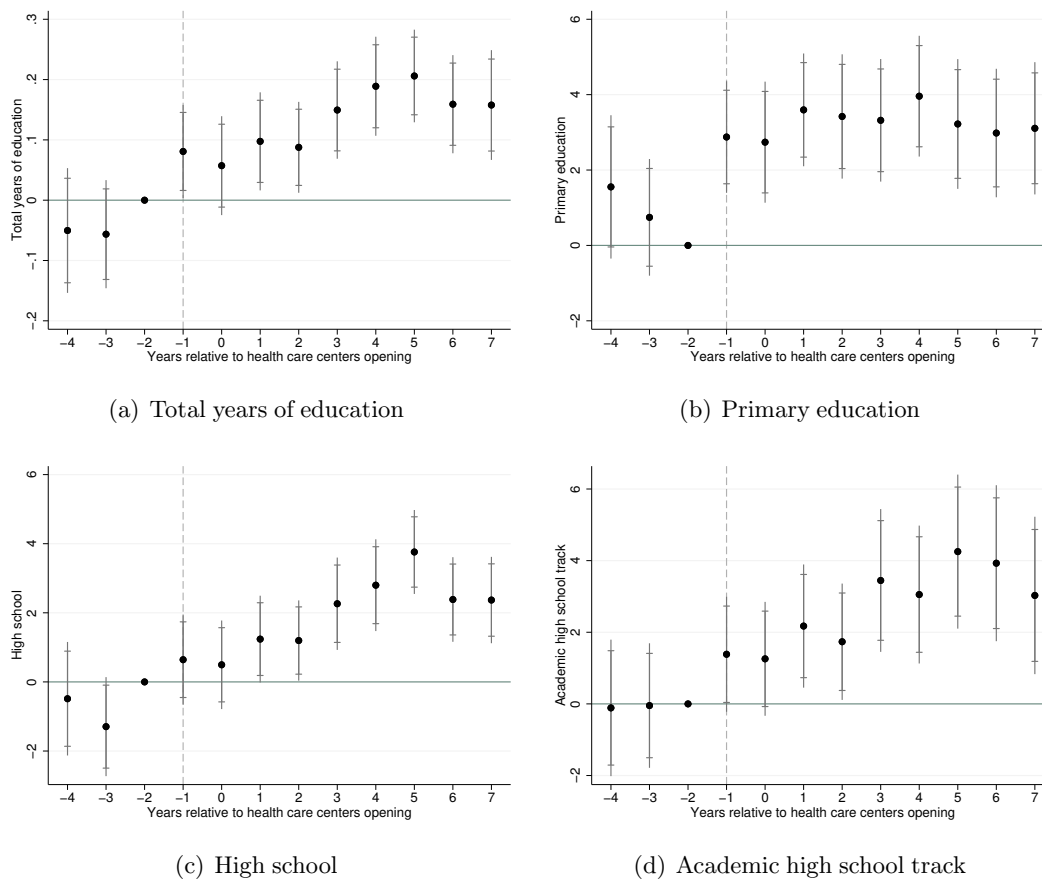 Total years of education
.3
.2
.1
0
−.1
−.2
−4 −3 −2 −1 0 1 2 3 4 5 6 7
Years relative to health care centers opening
(a) Total years of education
Primary education
6
4
2
0
−2
−4 −3 −2 −1 0 1 2 3 4 5 6 7
Years relative to health care centers opening
(b) Primary education
High school
6
4
2
0
−2
−4 −3 −2 −1 0 1 2 3 4 5 6 7
Years relative to health care centers opening
(c) High school
Academic high school track
6
4
2
0
−2
−4 −3 −2 −1 0 1 2 3 4 5 6 7
Years relative to health care centers opening
(d) Academic high school track